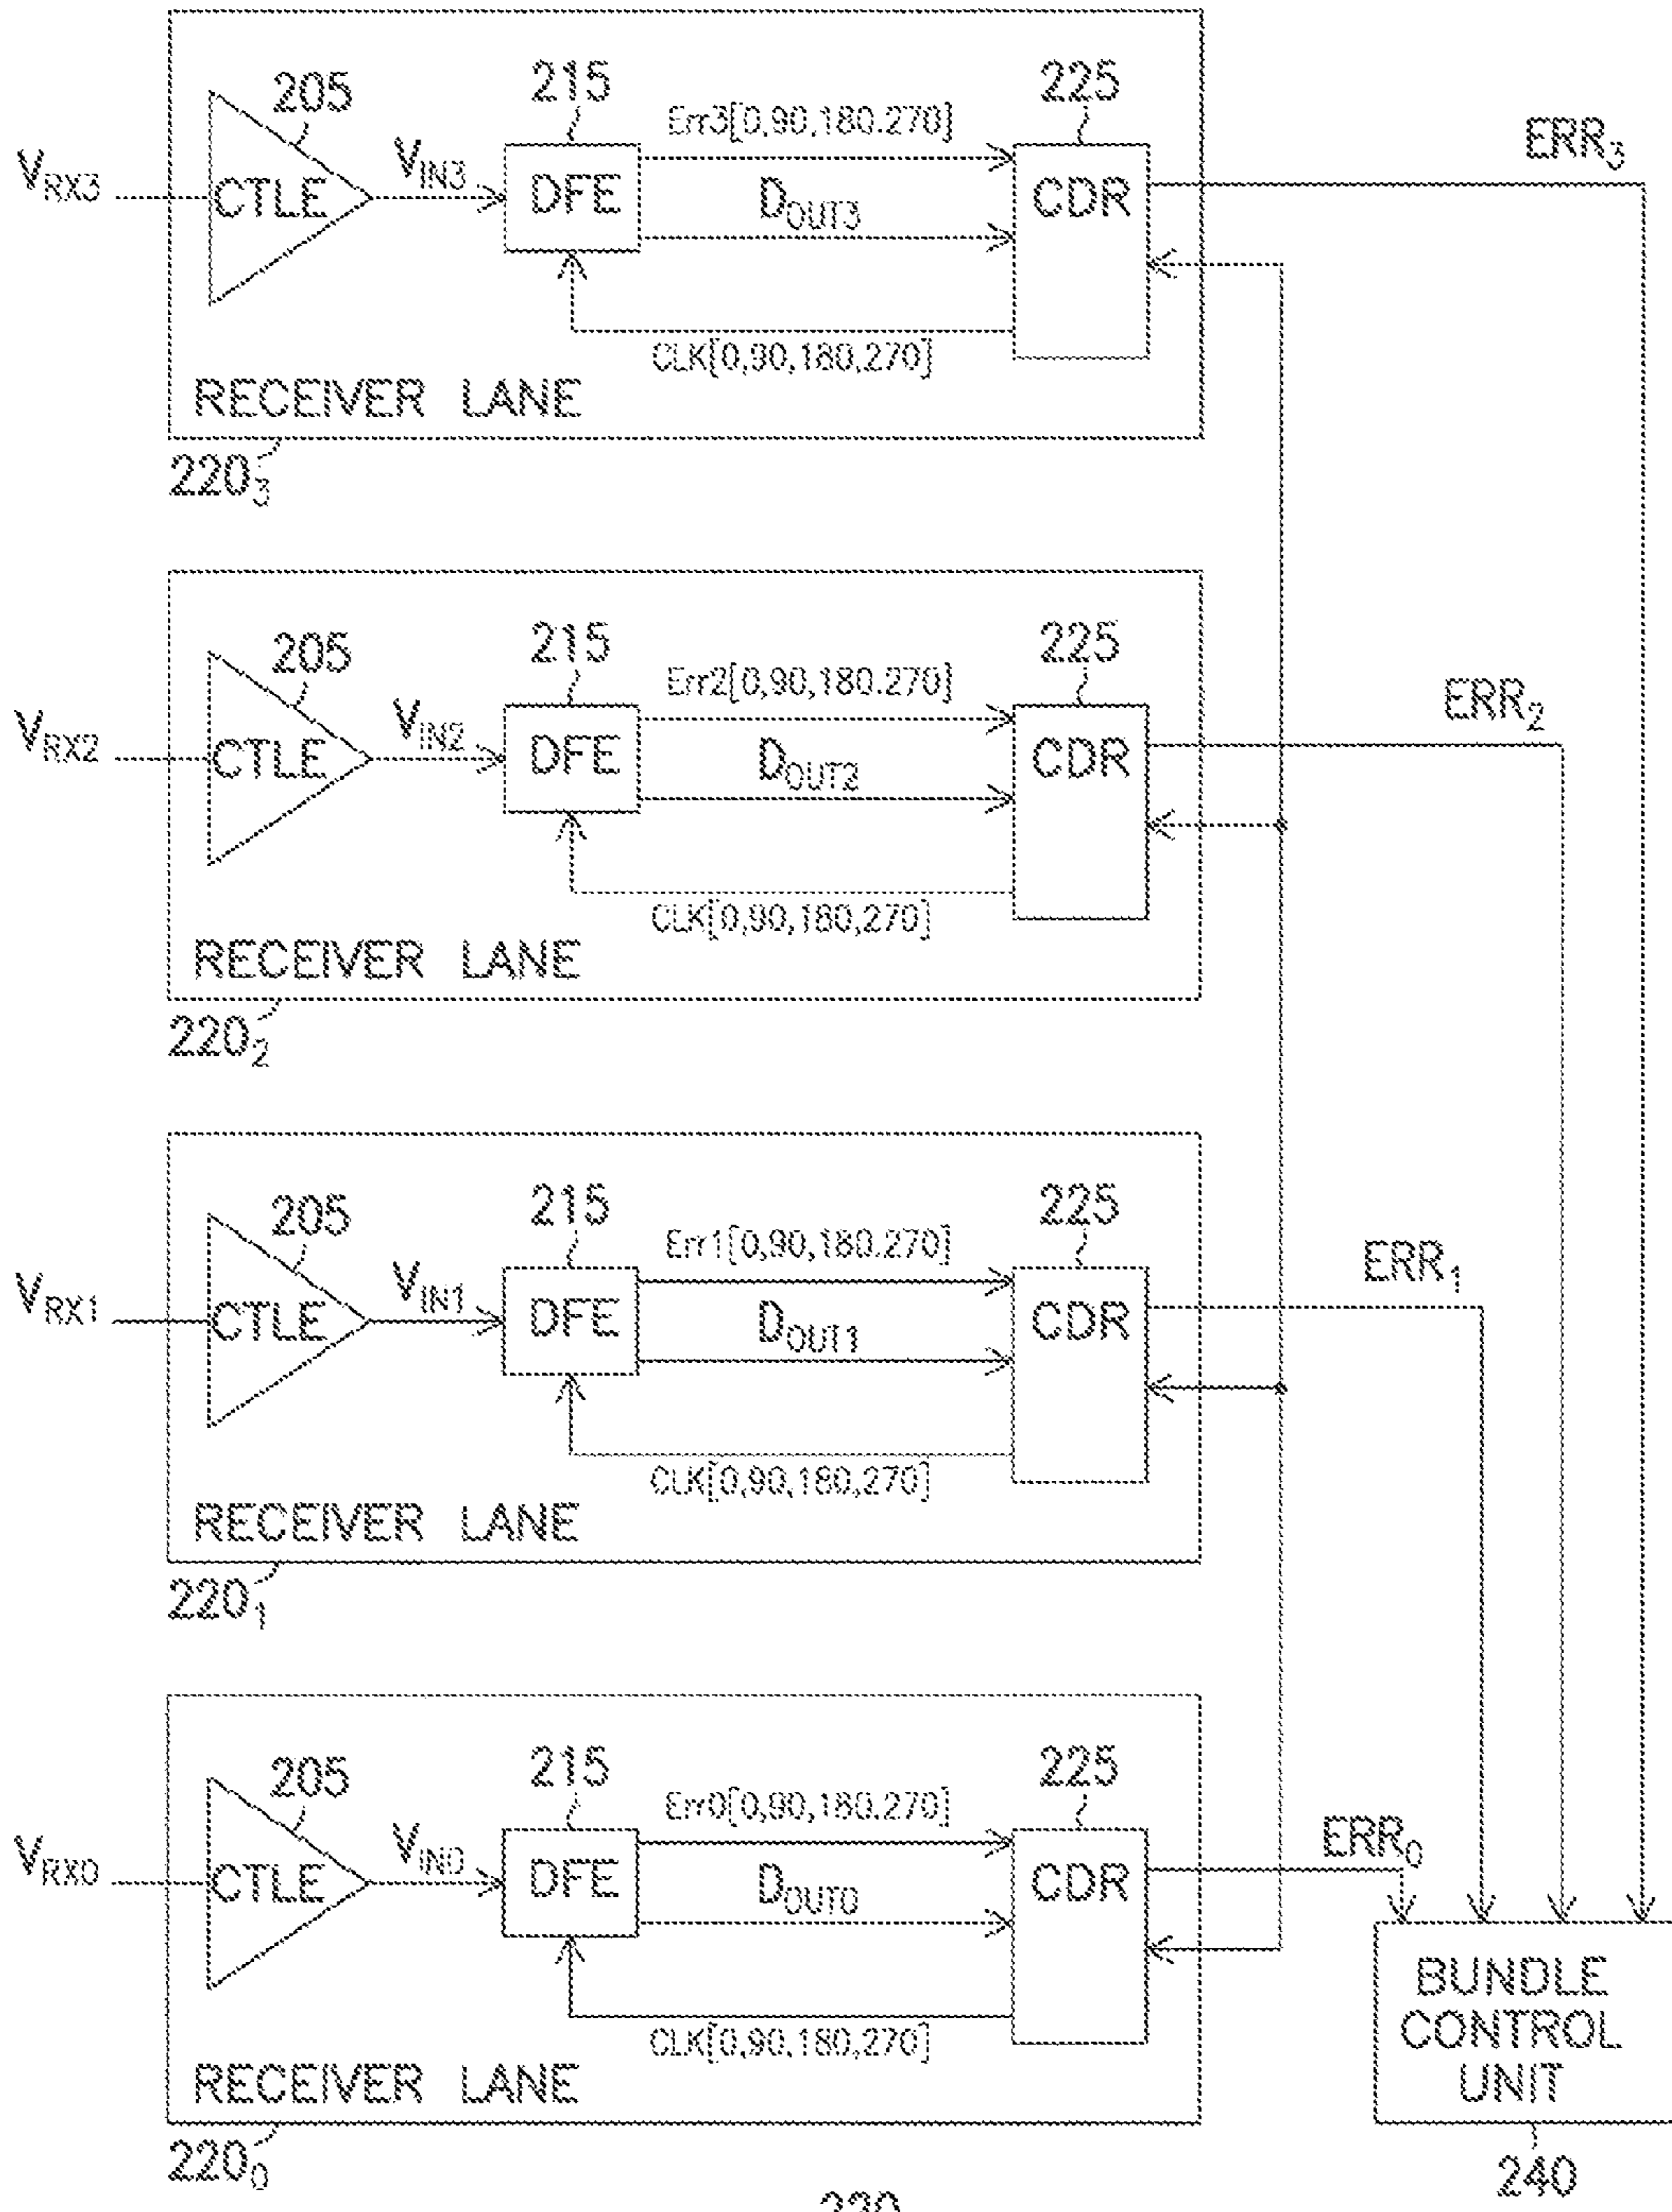 205
215
225
Err3[0,90,180.270]
ERR3
VRX3
CTLE
VIN3
DFE
DOUT3
CDR
CLK[0,90,180,270]
RECEIVER LANE
2203
205
215
225
Err2[0,90,180.270]
ERR2
VRX2
CTLE
VIN2
DFE
DOUT2
CDR
CLK[0,90,180,270]
RECEIVER LANE
2202
205
215
225
Err1[0,90,180.270]
ERR1
VRX1
CTLE
VIN1
DFE
DOUT1
CDR
CLK[0,90,180,270]
RECEIVER LANE
2201
205
215
225
Err0[0,90,180.270]
ERR0
VRX0
CTLE
VIN0
DFE
DOUT0
CDR
CLK[0,90,180,270]
RECEIVER LANE
2200
BUNDLE
CONTROL
UNIT
240